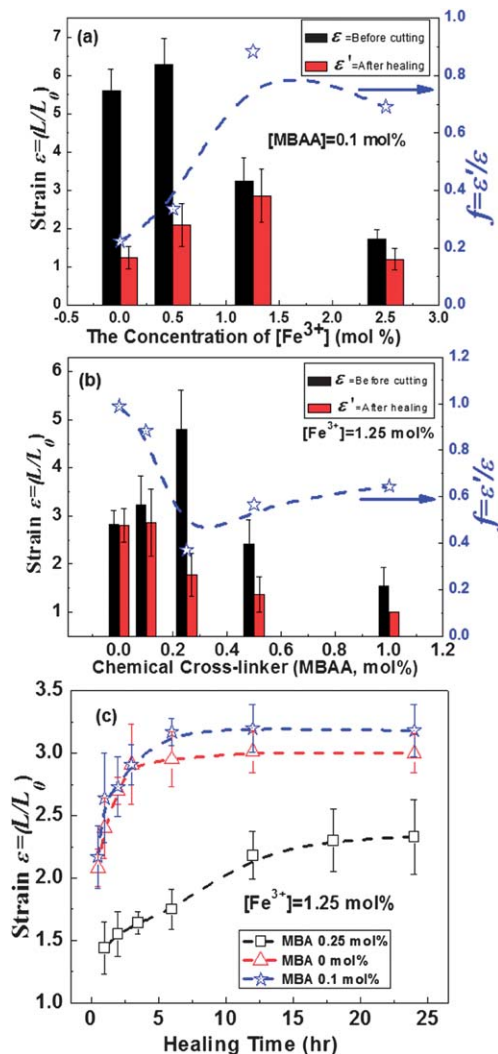 (a)
ε =Before cutting
ε' =After healing
[MBAA]=0.1 mol%
7
6
5
4
3
2
1
0
Strain ε=(L/L0)
1.0
0.8
0.6
0.4
0.2
0.0
f=ε'/ε
-0.5 0.0 0.5 1.0 1.5 2.0 2.5 3.0
The Concentration of [Fe³⁺] (mol %)
(b)
ε =Before cutting
ε' =After healing
[Fe³⁺]=1.25 mol%
6
5
4
3
2
1
Strain ε=(L/L0)
1.2
1.0
0.8
0.6
0.4
0.2
0.0
f=ε'/ε
0.0 0.2 0.4 0.6 0.8 1.0 1.2
Chemical Cross-linker (MBAA, mol%)
(c)
3.5
3.0
2.5
2.0
1.5
1.0
Strain ε=(L/L0)
[Fe³⁺]=1.25 mol%
MBA 0.25 mol%
MBA 0 mol%
MBA 0.1 mol%
0 5 10 15 20 25
Healing Time (hr)